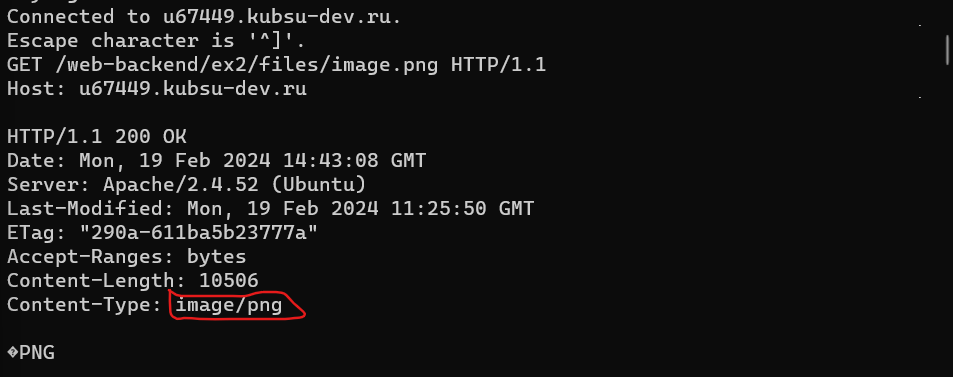 Connected to u67449.kubsu-dev.ru.
Escape character is '^]'.
GET /web-backend/ex2/files/image.png HTTP/1.1
Host: u67449.kubsu-dev.ru

HTTP/1.1 200 OK
Date: Mon, 19 Feb 2024 14:43:08 GMT
Server: Apache/2.4.52 (Ubuntu)
Last-Modified: Mon, 19 Feb 2024 11:25:50 GMT
ETag: "290a-611ba5b23777a"
Accept-Ranges: bytes
Content-Length: 10506
Content-Type: image/png

�PNG